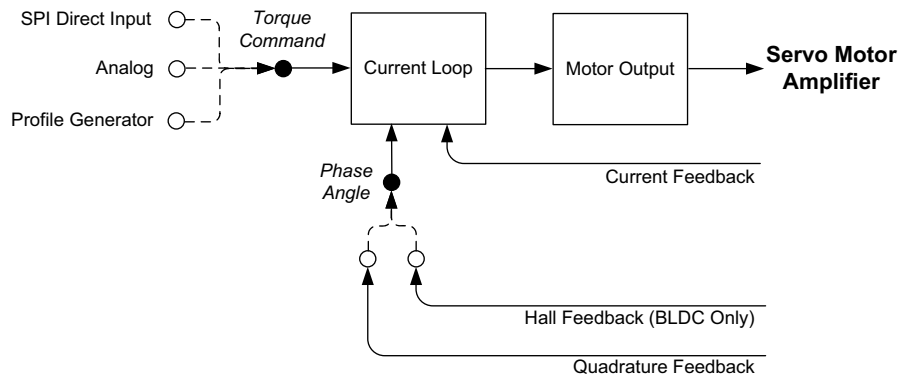 SPI Direct Input
Torque
Command
Analog
Profile Generator
Current Loop
Motor Output
Servo Motor
Amplifier
Phase
Angle
Current Feedback
Hall Feedback (BLDC Only)
Quadrature Feedback